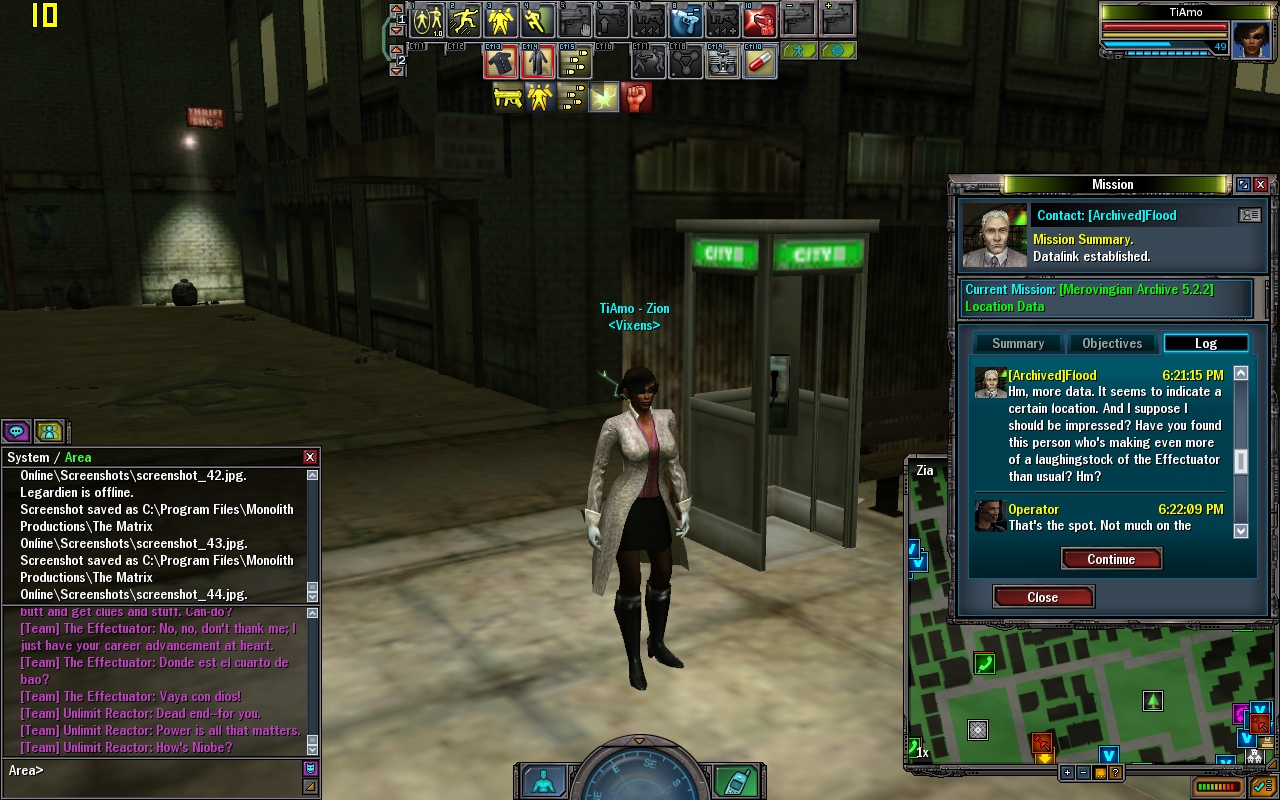 10
TiAmo
49
1
2
1.0
THRIFT
CITY
CITY
TiAmo - Zion
<Vixens>
Mission
Contact: [Archived]Flood
Mission Summary.
Datalink established.
Current Mission: [Merovingian Archive 5.2.2]
Location Data
Summary
Objectives
Log
[Archived]Flood 6:21:15 PM
Hm, more data. It seems to indicate a
certain location. And I suppose I
should be impressed? Have you found
this person who's making even more
of a laughingstock of the Effectuator
than usual? Hm?
Operator 6:22:09 PM
That's the spot. Not much on the
Continue
Close
System / Area
Online\Screenshots\screenshot_42.jpg.
Legardien is offline.
Screenshot saved as C:\Program Files\Monolith
Productions\The Matrix
Online\Screenshots\screenshot_43.jpg.
Screenshot saved as C:\Program Files\Monolith
Productions\The Matrix
Online\Screenshots\screenshot_44.jpg.
butt and get clues and stuff. Can-do?
[Team] The Effectuator: No, no, don't thank me; I
just have your career advancement at heart.
[Team] The Effectuator: Donde est el cuarto de
bao?
[Team] The Effectuator: Vaya con dios!
[Team] Unlimit Reactor: Dead end--for you.
[Team] Unlimit Reactor: Power is all that matters.
[Team] Unlimit Reactor: How's Niobe?
Area>
Zia
1x
E
SE
S
NE